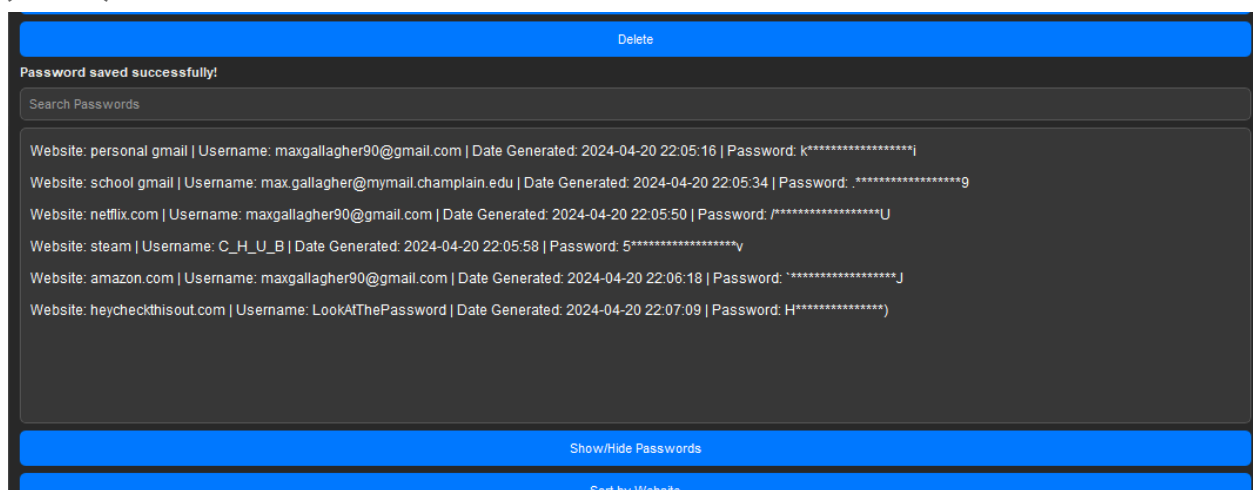 Delete
Password saved successfully!
Search Passwords
Website: personal gmail | Username: maxgallagher90@gmail.com | Date Generated: 2024-04-20 22:05:16 | Password: k******************i
Website: school gmail | Username: max.gallagher@mymail.champlain.edu | Date Generated: 2024-04-20 22:05:34 | Password: .******************9
Website: netflix.com | Username: maxgallagher90@gmail.com | Date Generated: 2024-04-20 22:05:50 | Password: /******************U
Website: steam | Username: C_H_U_B | Date Generated: 2024-04-20 22:05:58 | Password: 5******************v
Website: amazon.com | Username: maxgallagher90@gmail.com | Date Generated: 2024-04-20 22:06:18 | Password: `******************J
Website: heycheckthisout.com | Username: LookAtThePassword | Date Generated: 2024-04-20 22:07:09 | Password: H***************)
Show/Hide Passwords
Sort by Website